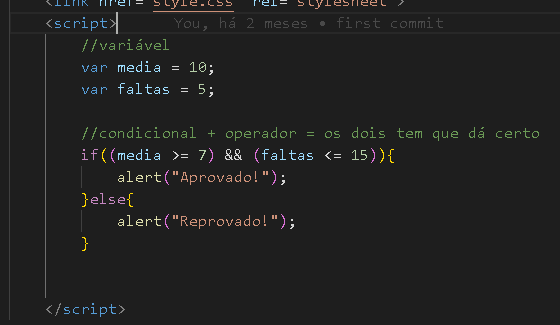 <link href="style.css" rel="stylesheet">
<script> You, há 2 meses • first commit
//variável
var media = 10;
var faltas = 5;
//condicional + operador = os dois tem que dá certo
if((media >= 7) && (faltas <= 15)){
alert("Aprovado!");
}else{
alert("Reprovado!");
}
</script>